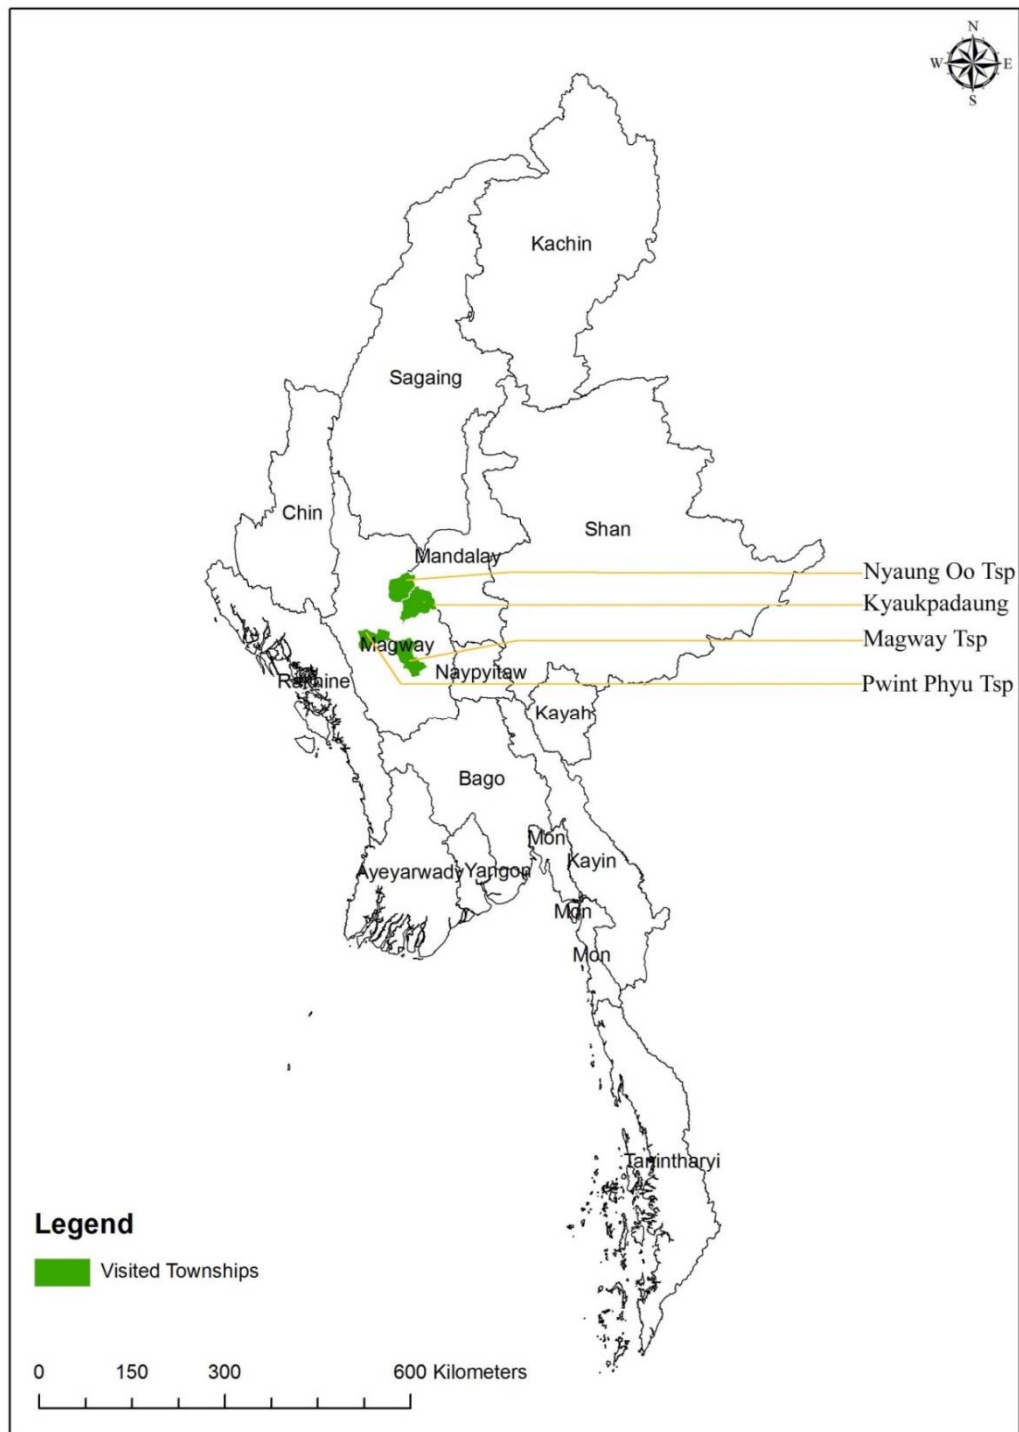 N
W E
S
Kachin
Sagaing
Chin
Shan
Mandalay
Nyaung Oo Tsp
Kyaukpadaung
Magway Tsp
Magway
Naypyitaw
Rakhine
Pwint Phyu Tsp
Kayah
Bago
Mon
Kayin
Ayeyarwady
Yangon
Mon
Mon
Tanintharyi
Legend
Visited Townships
0 150 300 600 Kilometers